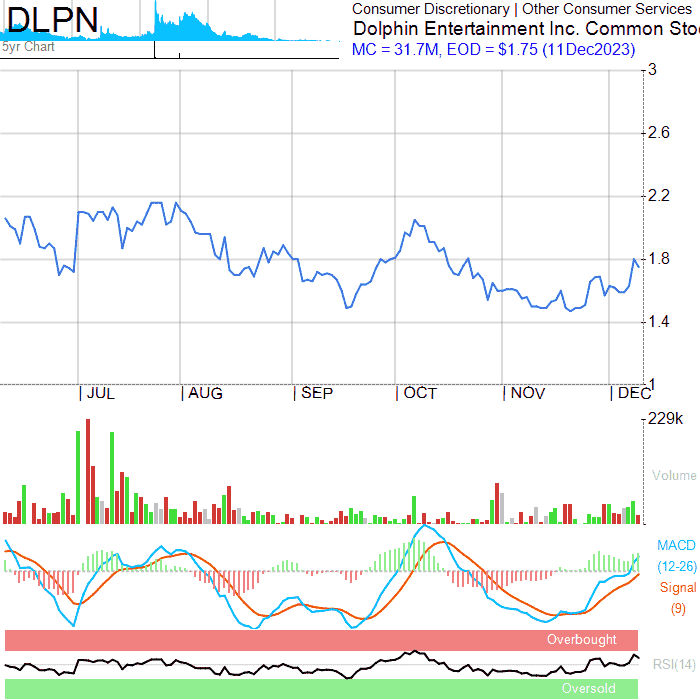 DLPN
5yr Chart
Consumer Discretionary | Other Consumer Services
Dolphin Entertainment Inc. Common Sto
MC = 31.7M, EOD = $1.75 (11Dec2023)
3
2.6
2.2
1.8
1.4
1
JUL
AUG
SEP
OCT
NOV
DEC
229k
Volume
MACD
(12-26)
Signal
(9)
Overbought
RSI(14)
Oversold